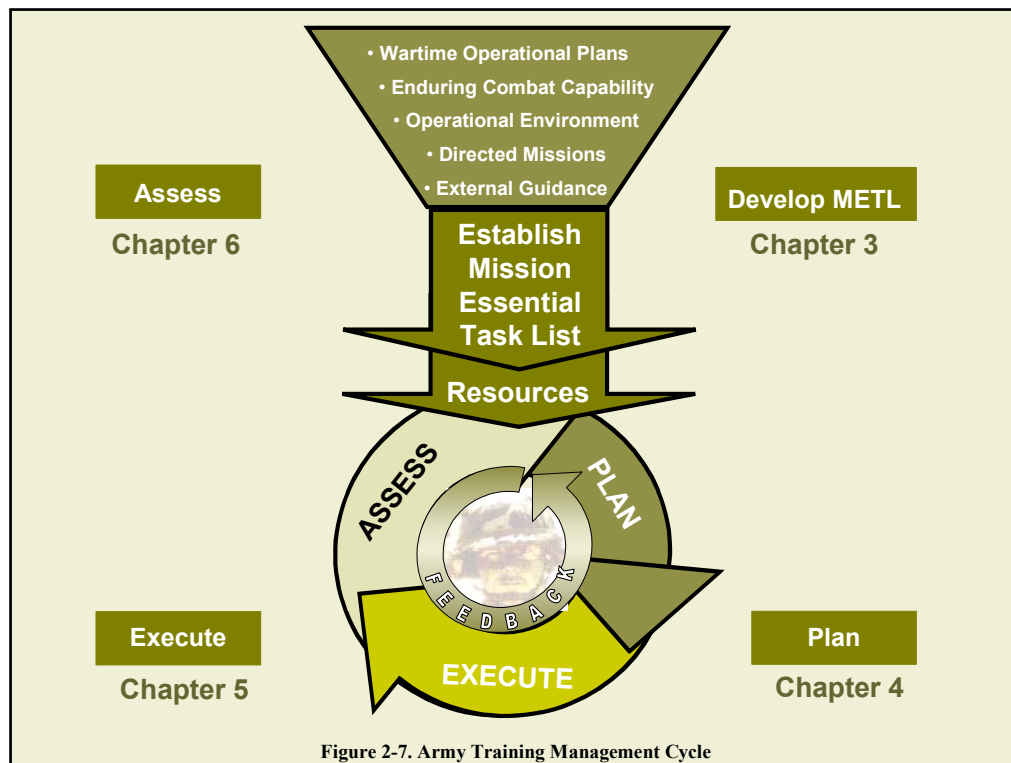 • Wartime Operational Plans
• Enduring Combat Capability
• Operational Environment
• Directed Missions
• External Guidance
Assess
Chapter 6
Develop METL
Chapter 3
Establish
Mission
Essential
Task List
Resources
ASSESS
PLAN
FEEDBACK
EXECUTE
Execute
Chapter 5
Plan
Chapter 4
Figure 2-7. Army Training Management Cycle